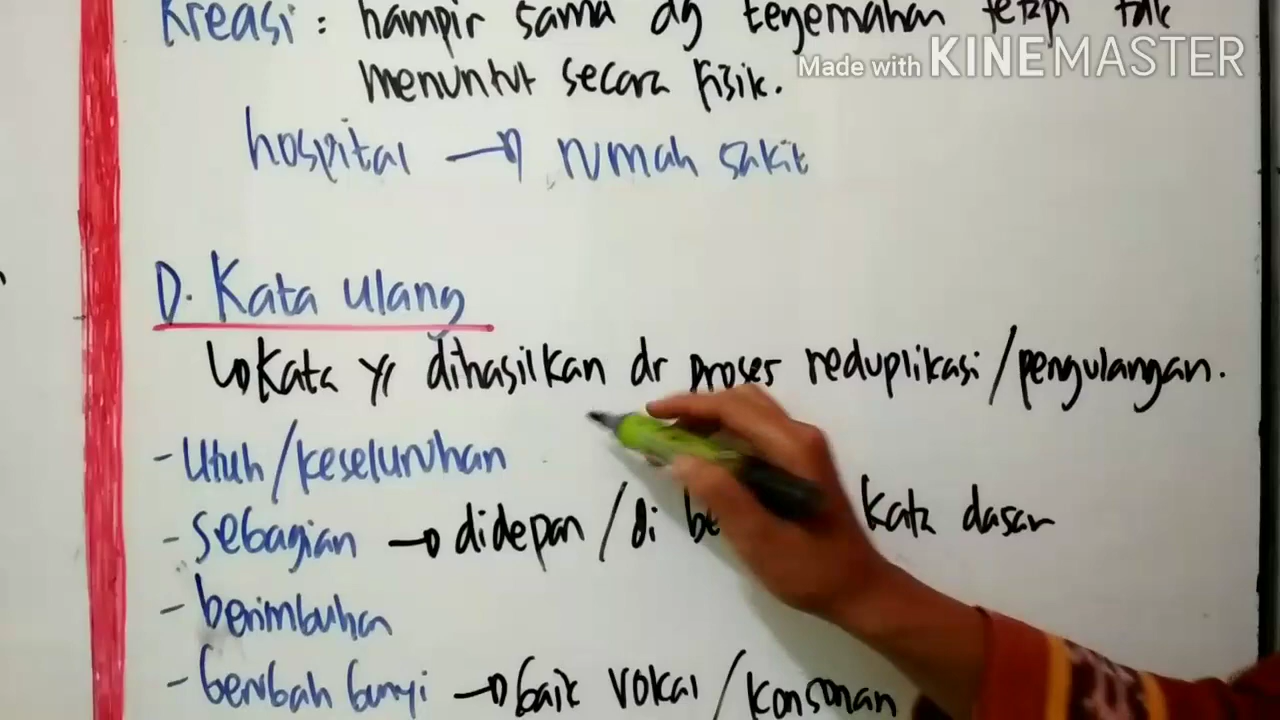 Kreasi : hampir sama dg terjemahan tetapi tdk
Made with KINEMASTER
menuntut secara fisik.
hospital → rumah sakit
D. Kata ulang
↳ Kata yg dihasilkan dr proses reduplikasi / pengulangan.
- Utuh / keseluruhan
- Sebagian → didepan / di kata dasar
- berimbuhan
- berubah bunyi → baik vokal / konsonan